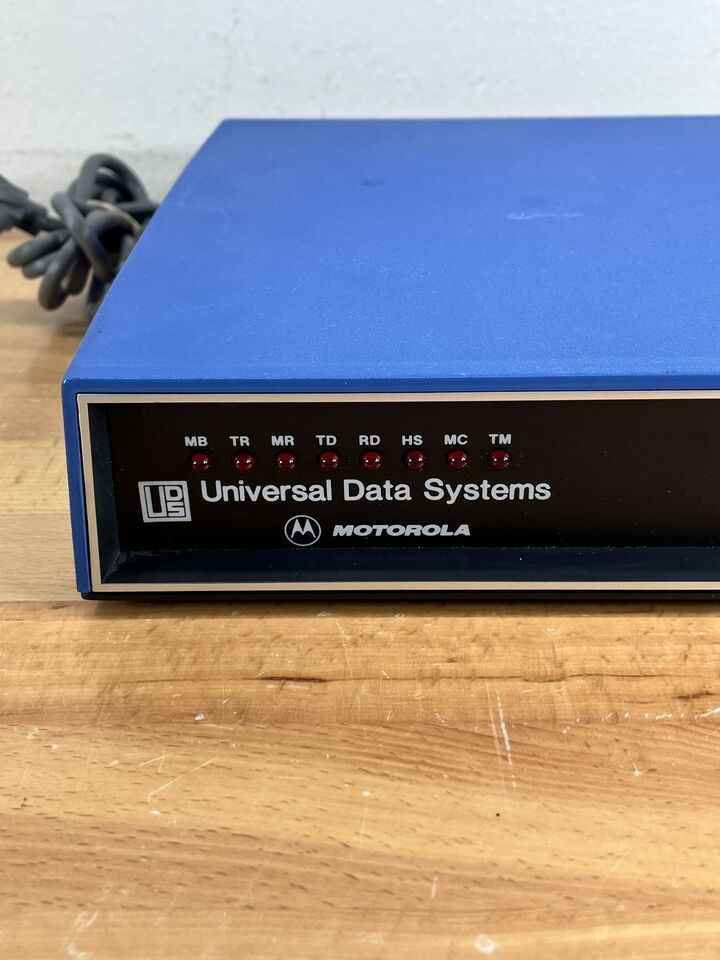 MB TR MR TD RD HS MC TM
UDS Universal Data Systems
MOTOROLA